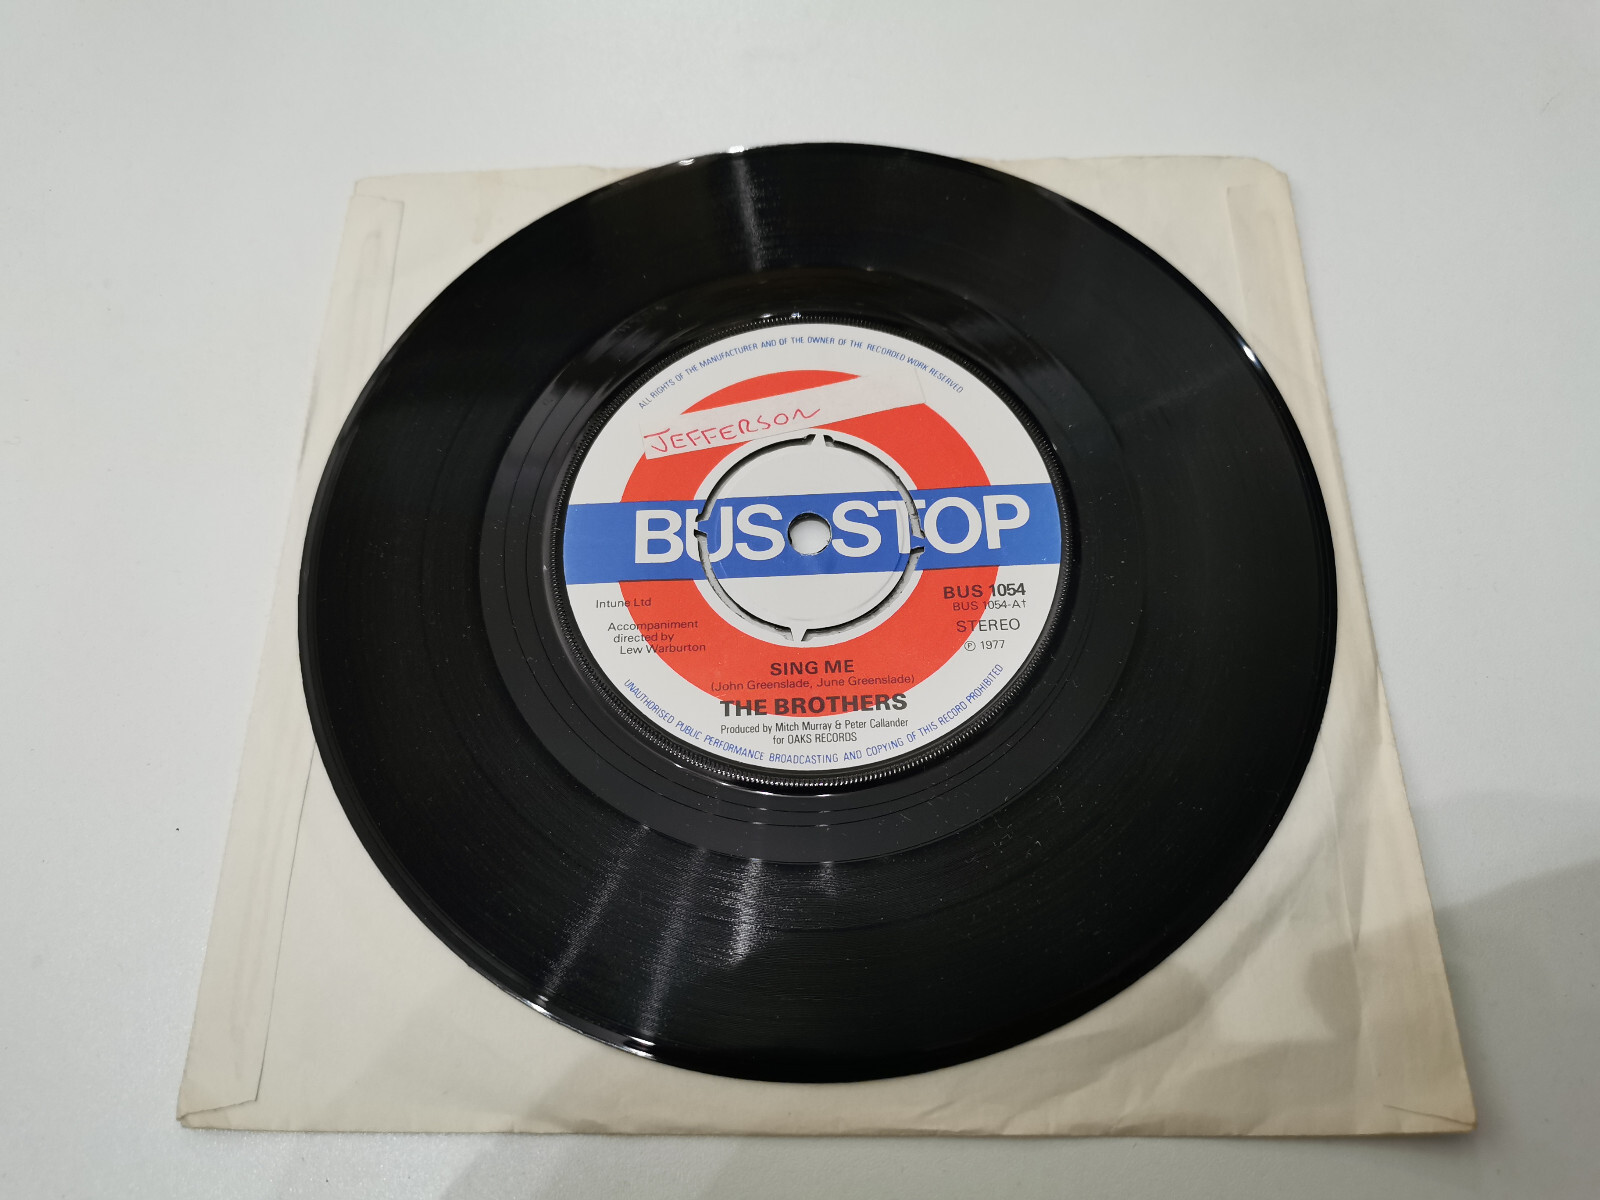 ALL RIGHTS OF THE MANUFACTURER AND OF THE OWNER OF THE RECORDED WORK RESERVED
JEFFERSON
BUS STOP
BUS 1054
BUS 1054-A†
STEREO
℗ 1977
Intune Ltd
Accompaniment
directed by
Lew Warburton
SING ME
(John Greenslade, June Greenslade)
THE BROTHERS
Produced by Mitch Murray & Peter Callander
for OAKS RECORDS
UNAUTHORISED PUBLIC PERFORMANCE BROADCASTING AND COPYING OF THIS RECORD PROHIBITED